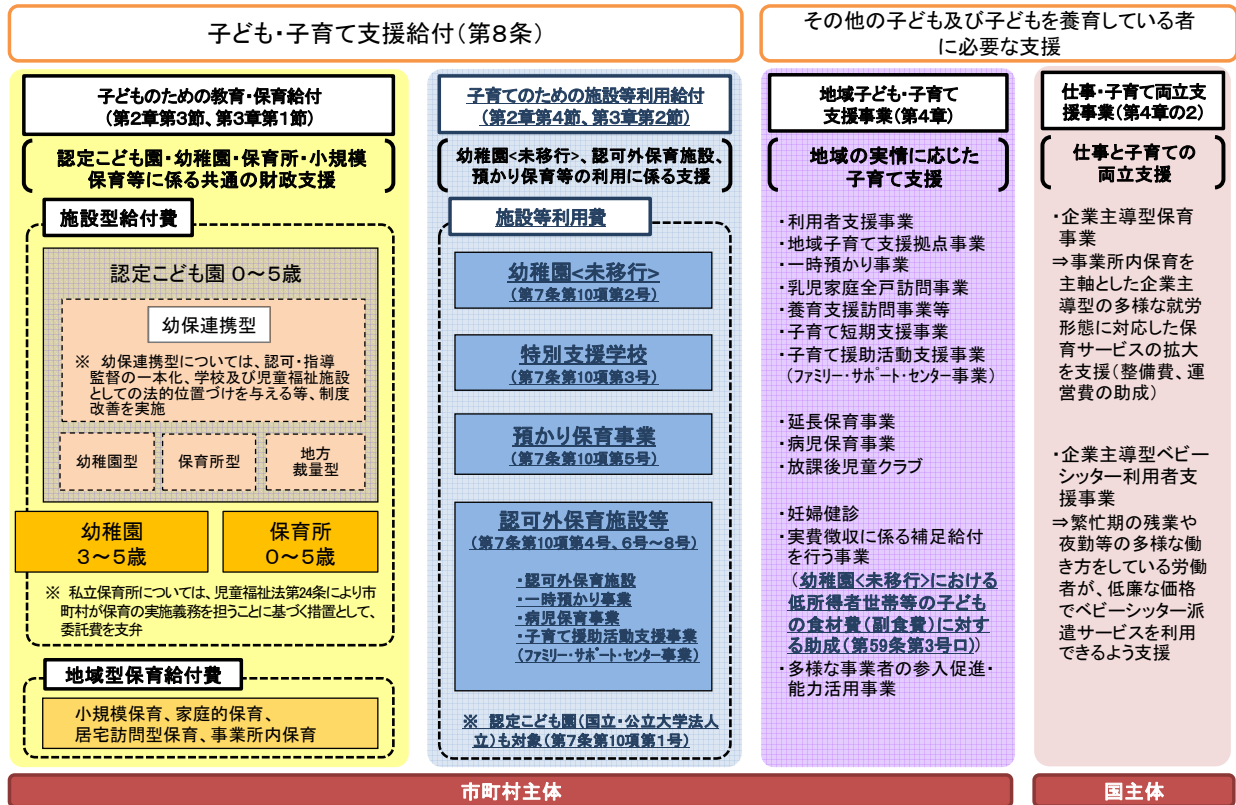 子ども・子育て支援給付（第８条）
その他の子ども及び子どもを養育している者
に必要な支援
子どものための教育・保育給付
（第２章第３節、第３章第１節）
認定こども園・幼稚園・保育所・小規模
保育等に係る共通の財政支援
施設型給付費
認定こども園 ０～５歳
幼保連携型
※ 幼保連携型については、認可・指導
監督の一本化、学校及び児童福祉施設
としての法的位置づけを与える等、制度
改善を実施
幼稚園型
保育所型
地方
裁量型
幼稚園
３～５歳
保育所
０～５歳
※ 私立保育所については、児童福祉法第24条により市
町村が保育の実施義務を担うことに基づく措置として、
委託費を支弁
地域型保育給付費
小規模保育、家庭的保育、
居宅訪問型保育、事業所内保育
子育てのための施設等利用給付
（第２章第４節、第３章第２節）
幼稚園<未移行>、認可外保育施設、
預かり保育等の利用に係る支援
施設等利用費
幼稚園<未移行>
（第７条第10項第２号）
特別支援学校
（第７条第10項第３号）
預かり保育事業
（第７条第10項第５号）
認可外保育施設等
（第７条第10項第４号、６号～８号）
・認可外保育施設
・一時預かり事業
・病児保育事業
・子育て援助活動支援事業
（ファミリー・サポート・センター事業）
※ 認定こども園（国立・公立大学法人
立）も対象（第７条第10項第１号）
地域子ども・子育て
支援事業（第４章）
地域の実情に応じた
子育て支援
・利用者支援事業
・地域子育て支援拠点事業
・一時預かり事業
・乳児家庭全戸訪問事業
・養育支援訪問事業等
・子育て短期支援事業
・子育て援助活動支援事業
（ファミリー・サポート・センター事業）
・延長保育事業
・病児保育事業
・放課後児童クラブ
・妊婦健診
・実費徴収に係る補足給付
を行う事業
（幼稚園<未移行>における
低所得者世帯等の子ども
の食材費（副食費）に対す
る助成（第59条第３号ロ））
・多様な事業者の参入促進・
能力活用事業
仕事・子育て両立支
援事業（第４章の２）
仕事と子育ての
両立支援
・企業主導型保育
事業
⇒事業所内保育を
主軸とした企業主
導型の多様な就労
形態に対応した保
育サービスの拡大
を支援（整備費、運
営費の助成）
・企業主導型ベビー
シッター利用者支
援事業
⇒繁忙期の残業や
夜勤等の多様な働
き方をしている労働
者が、低廉な価格
でベビーシッター派
遣サービスを利用
できるよう支援
市町村主体
国主体